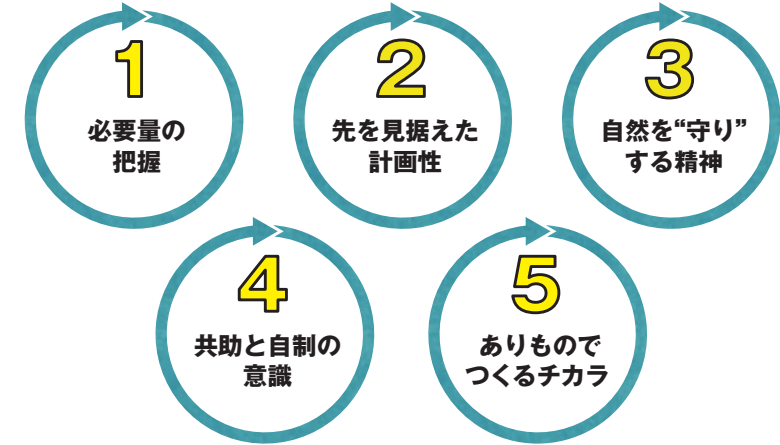 1
必要量の
把握
2
先を見据えた
計画性
3
自然を“守り”
する精神
4
共助と自制の
意識
5
ありもので
つくるチカラ